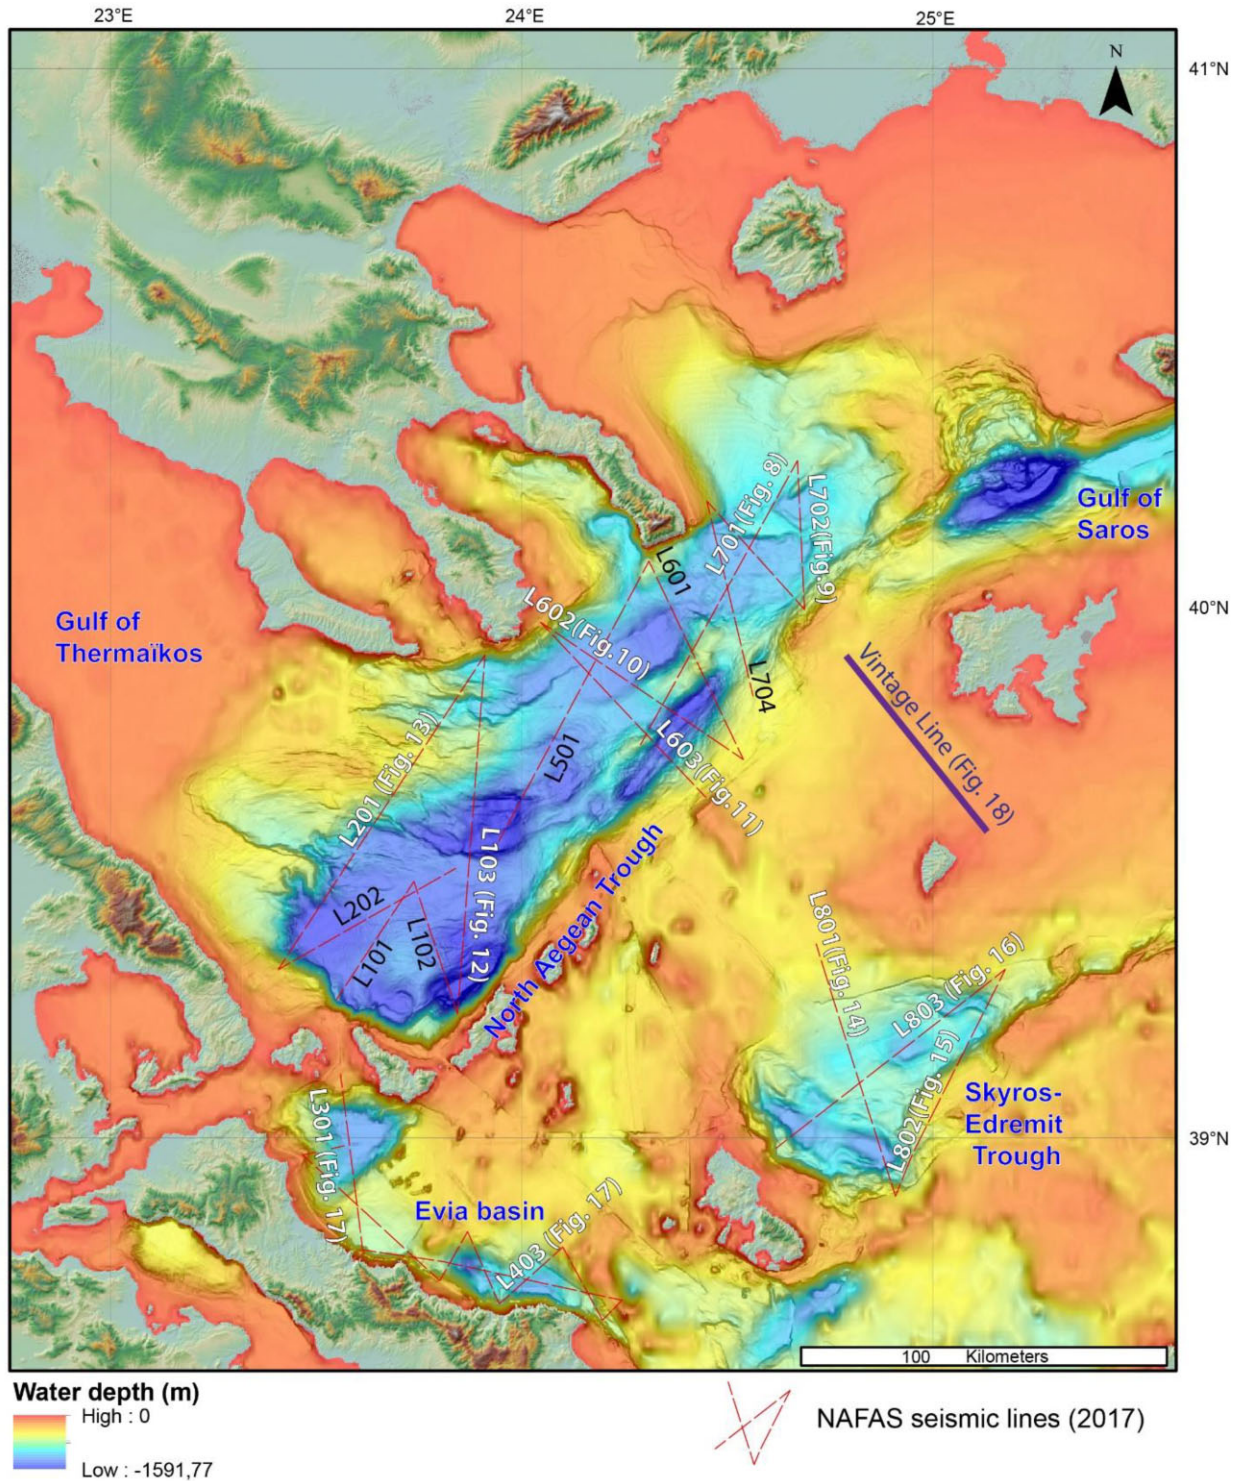 23°E
24°E
25°E
N
41°N
L701(Fig. 8)
L702(Fig.9)
Gulf of
Saros
L601
L602(Fig.10)
40°N
Gulf of
Thermaïkos
L704
Vintage Line (Fig. 18)
L603(Fig.11)
L501
L201 (Fig. 13)
L103 (Fig. 12)
North Aegean Trough
L202
L101
L102
L801(Fig. 14)
L803 (Fig. 16)
L802(Fig. 15)
Skyros-
Edremit
Trough
39°N
L301 (Fig. 17)
Evia basin
L403 (Fig. 17)
100 Kilometers
Water depth (m)
High : 0
Low : -1591,77
NAFAS seismic lines (2017)